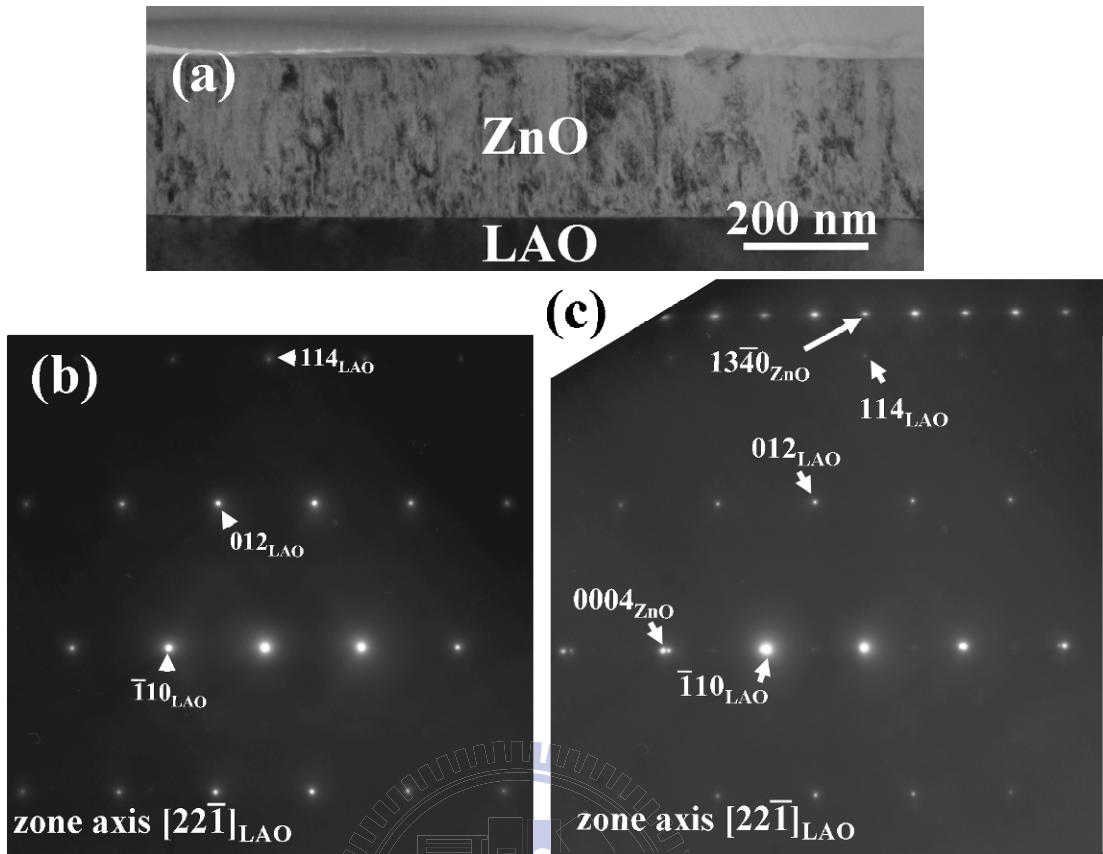 (a)
ZnO
200 nm
LAO
(b)
114LAO
012LAO
1̄10LAO
zone axis [221̄]LAO
(c)
134̄0ZnO
114LAO
012LAO
0004ZnO
1̄10LAO
zone axis [221̄]LAO